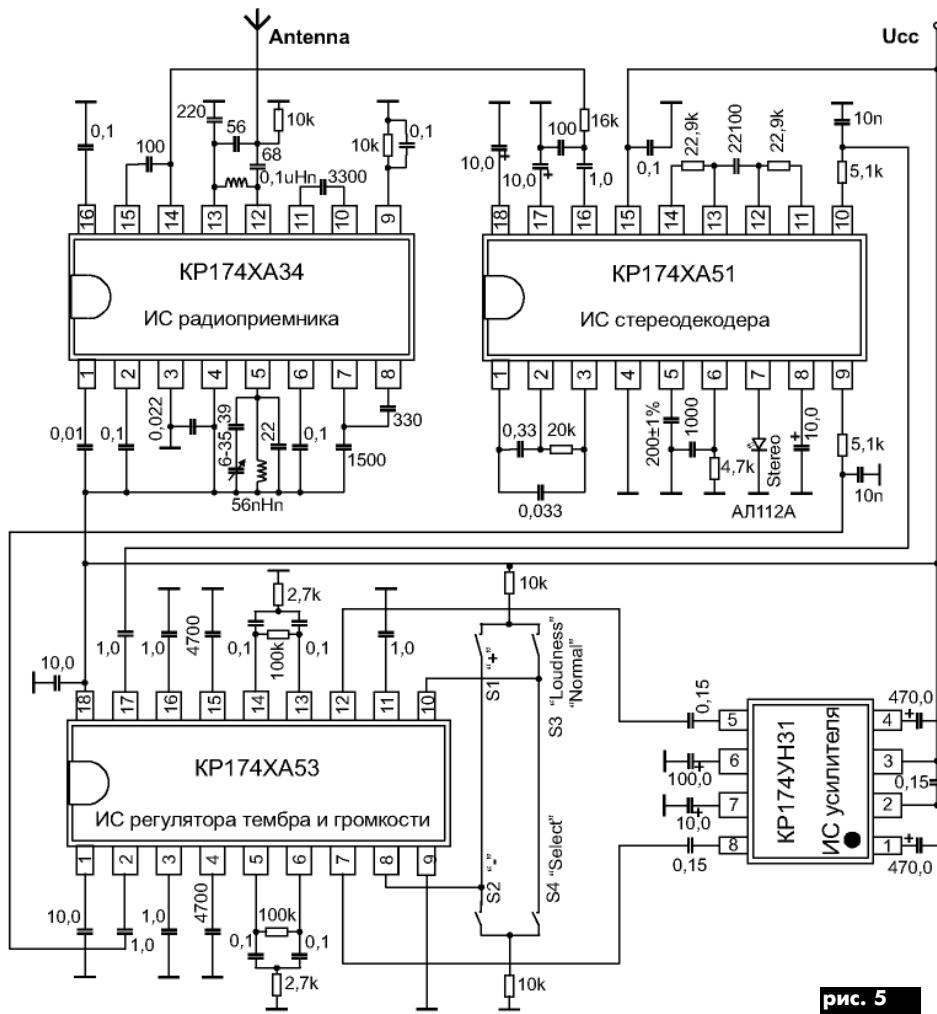 Antenna
Ucc
220
56
10k
0,1
100
68
0,1uHn
3300
10k
0,1
16 15 14 13 12 11 10 9
КР174ХА34
ИС радиоприемника
1 2 3 4 5 6 7 8
0,01
0,1
0,022
6-35
39
22
56nHn
0,1
1500
330
10,0
10,0
100
16k
1,0
0,1
22,9k
22100
22,9k
10n
5,1k
18 17 16 15 14 13 12 11 10
КР174ХА51
ИС стереодекодера
1 2 3 4 5 6 7 8 9
0,33
20k
0,033
200±1%
1000
4,7k
Stereo
АЛ112А
10,0
5,1k
10n
10,0
1,0
1,0
4700
0,1
2,7k
100k
0,1
1,0
10k
18 17 16 15 14 13 12 11 10
КР174ХА53
ИС регулятора тембра и громкости
1 2 3 4 5 6 7 8 9
10,0
1,0
1,0
4700
0,1
100k
0,1
2,7k
S1 "+"
S3 "Loudness"
"Normal"
S2 "-"
S4 "Select"
10k
0,15
100,0
10,0
0,15
5 6 7 8
КР174УН31
ИС усилителя
4 3 2 1
470,0
0,15
470,0
рис. 5